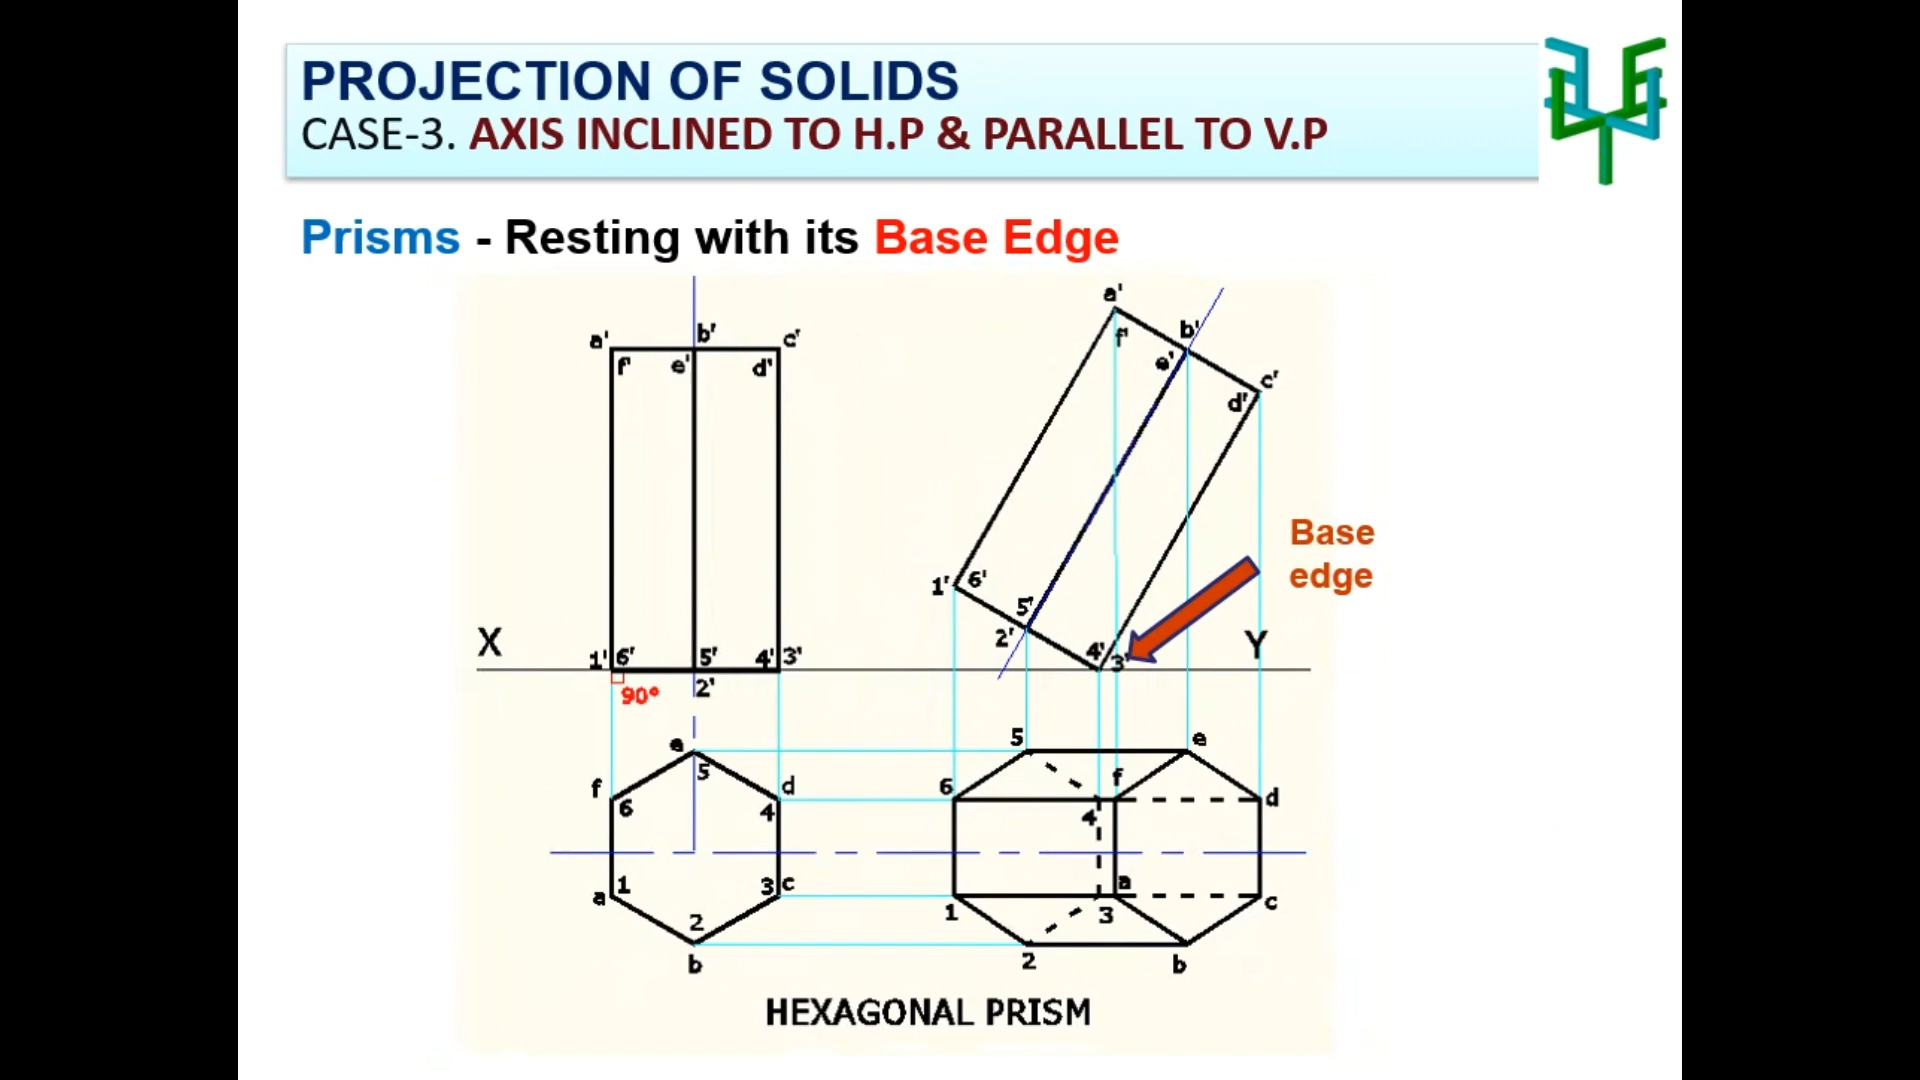 PROJECTION OF SOLIDS
CASE-3. AXIS INCLINED TO H.P & PARALLEL TO V.P
Prisms - Resting with its Base Edge
a' b' c'
f' e' d'
a'
f' b'
e' c'
d'
Base
edge
1' 6'
5'
2'
X Y
1' 6' 5' 4' 3'
4' 3'
90° 2'
e
5
f d
6 4
a 1 3 c
2
b
5 e
6 f d
4
a
1 3 c
2 b
HEXAGONAL PRISM